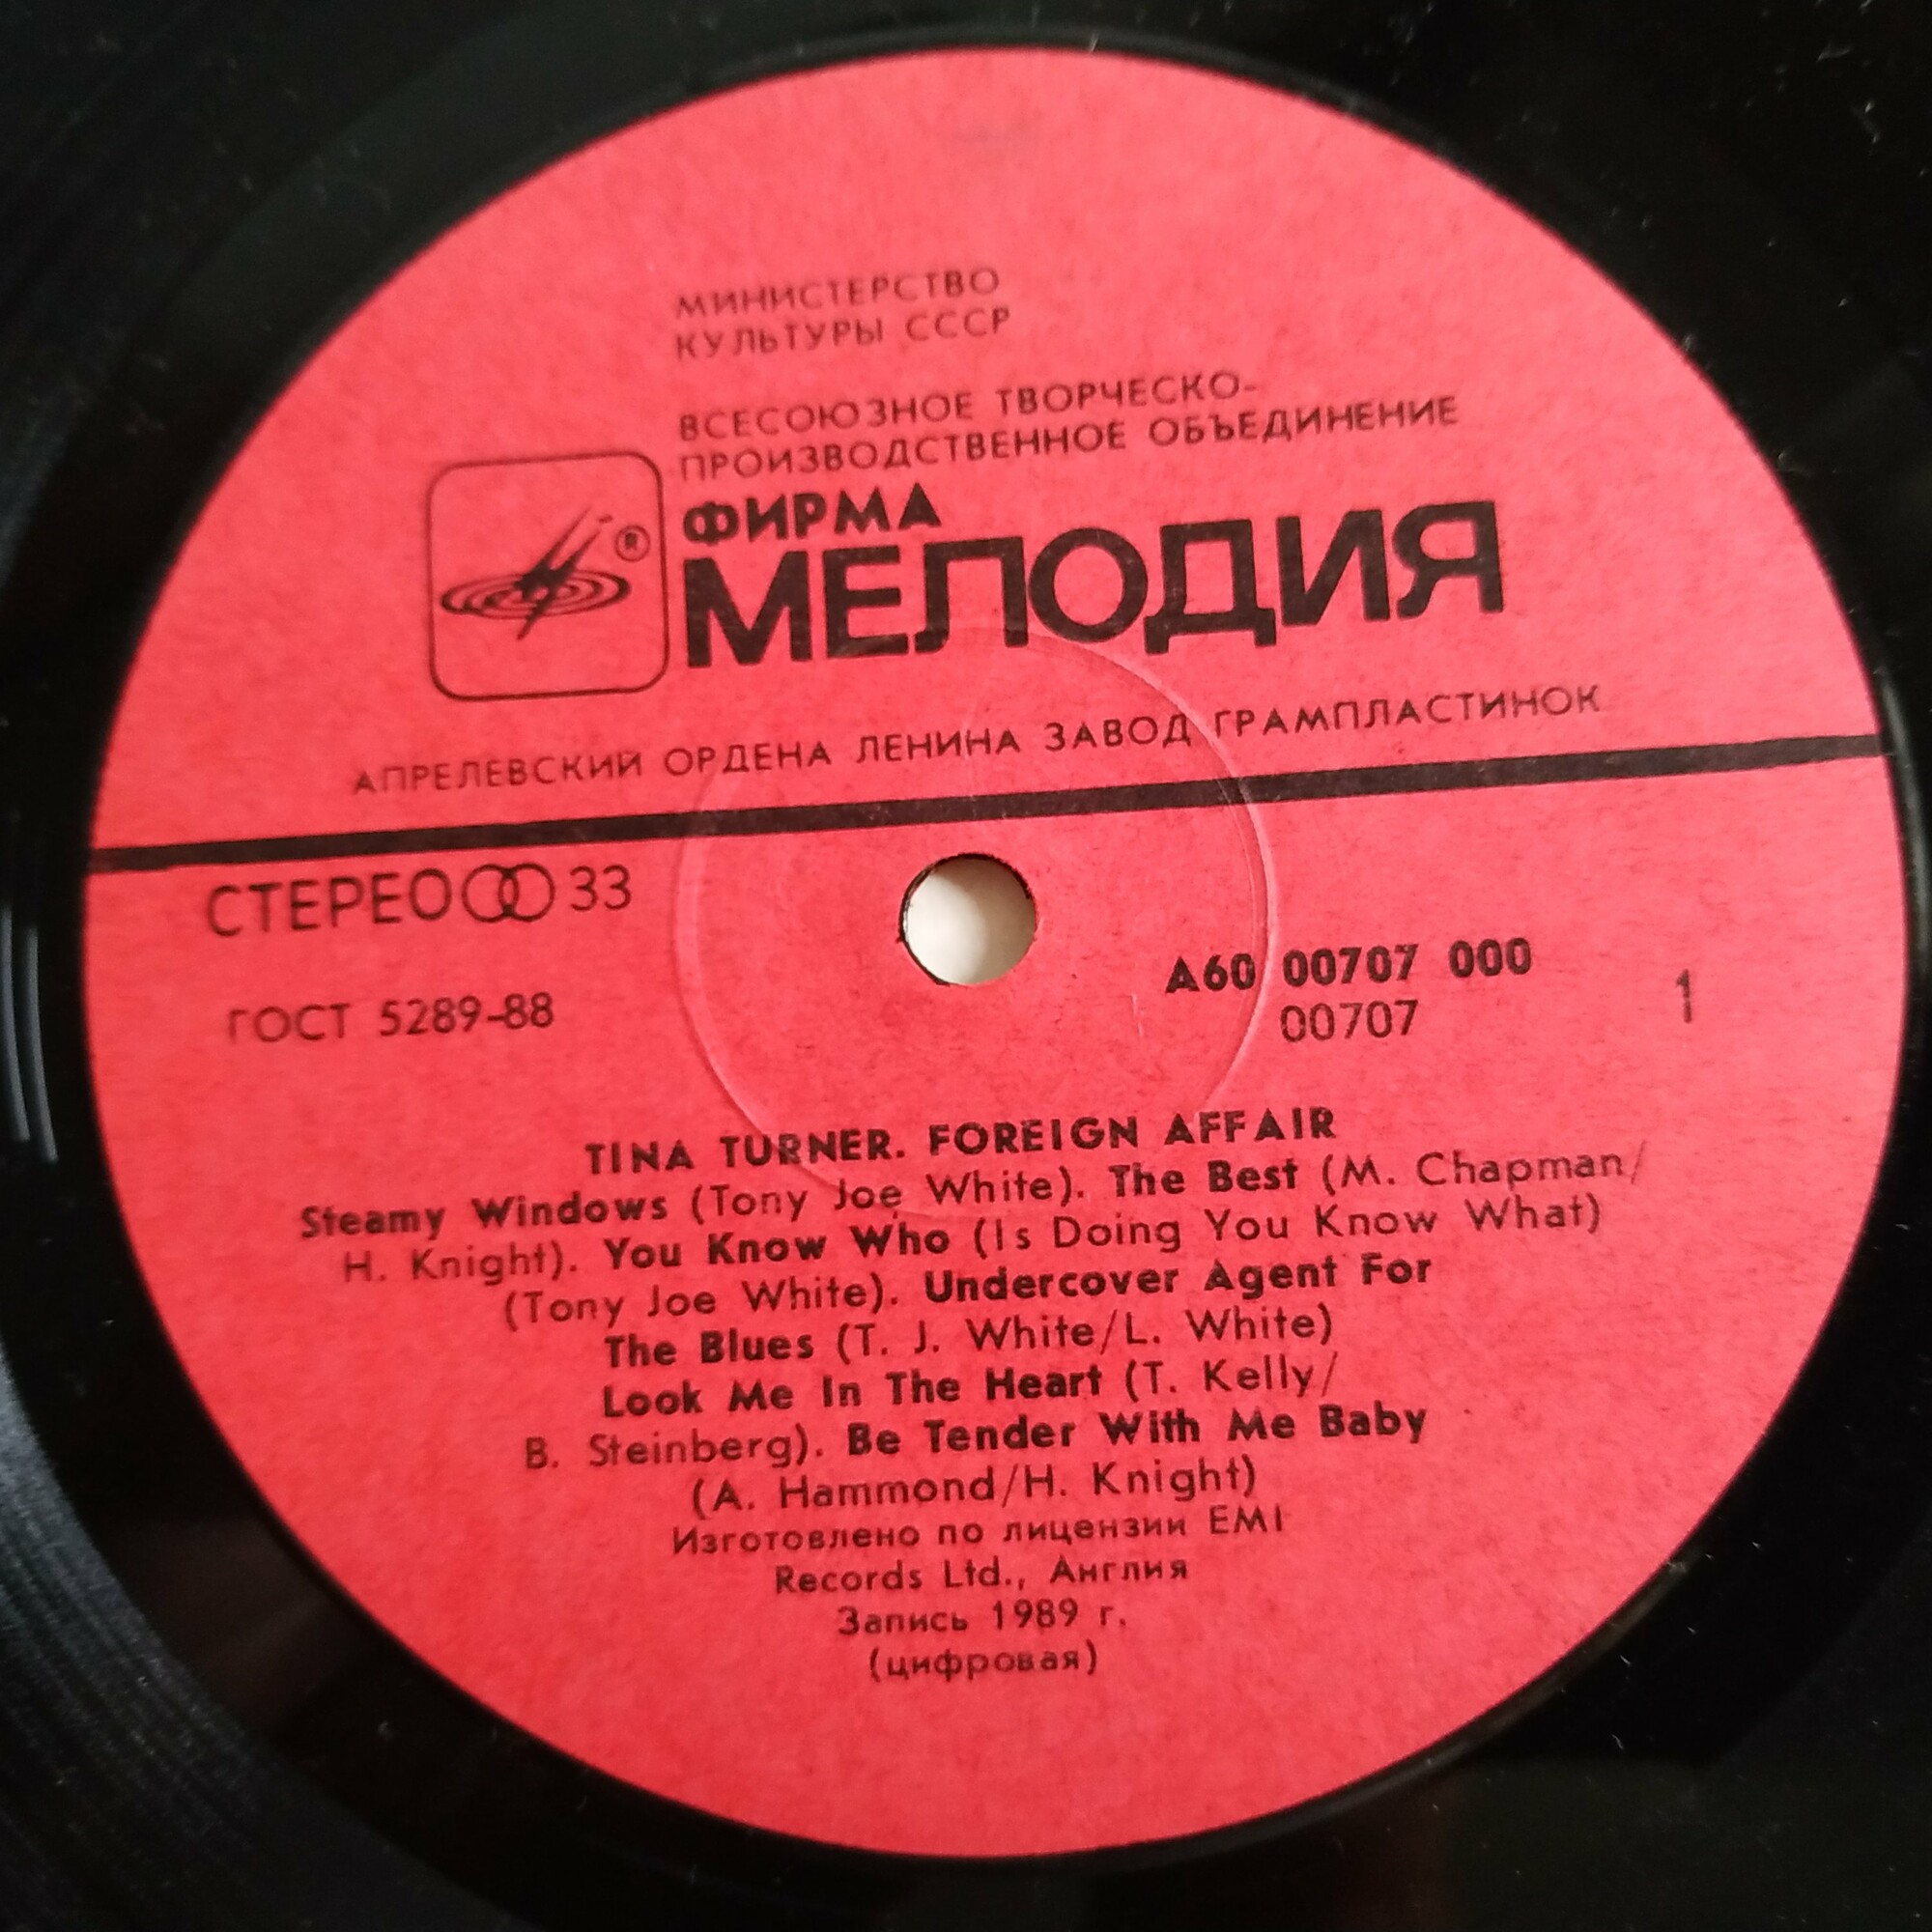 МИНИСТЕРСТВО
КУЛЬТУРЫ СССР
ВСЕСОЮЗНОЕ ТВОРЧЕСКО-
ПРОИЗВОДСТВЕННОЕ ОБЪЕДИНЕНИЕ
®
ФИРМА
МЕЛОДИЯ
АПРЕЛЕВСКИЙ ОРДЕНА ЛЕНИНА ЗАВОД ГРАМПЛАСТИНОК
СТЕРЕО 33
ГОСТ 5289-88
А60 00707 000
00707
1
TINA TURNER. FOREIGN AFFAIR
Steamy Windows (Tony Joe White). The Best (M. Chapman/
H. Knight). You Know Who (Is Doing You Know What)
(Tony Joe White). Undercover Agent For
The Blues (T. J. White/L. White)
Look Me In The Heart (T. Kelly/
B. Steinberg). Be Tender With Me Baby
(A. Hammond/H. Knight)
Изготовлено по лицензии EMI
Records Ltd., Англия
Запись 1989 г.
(цифровая)